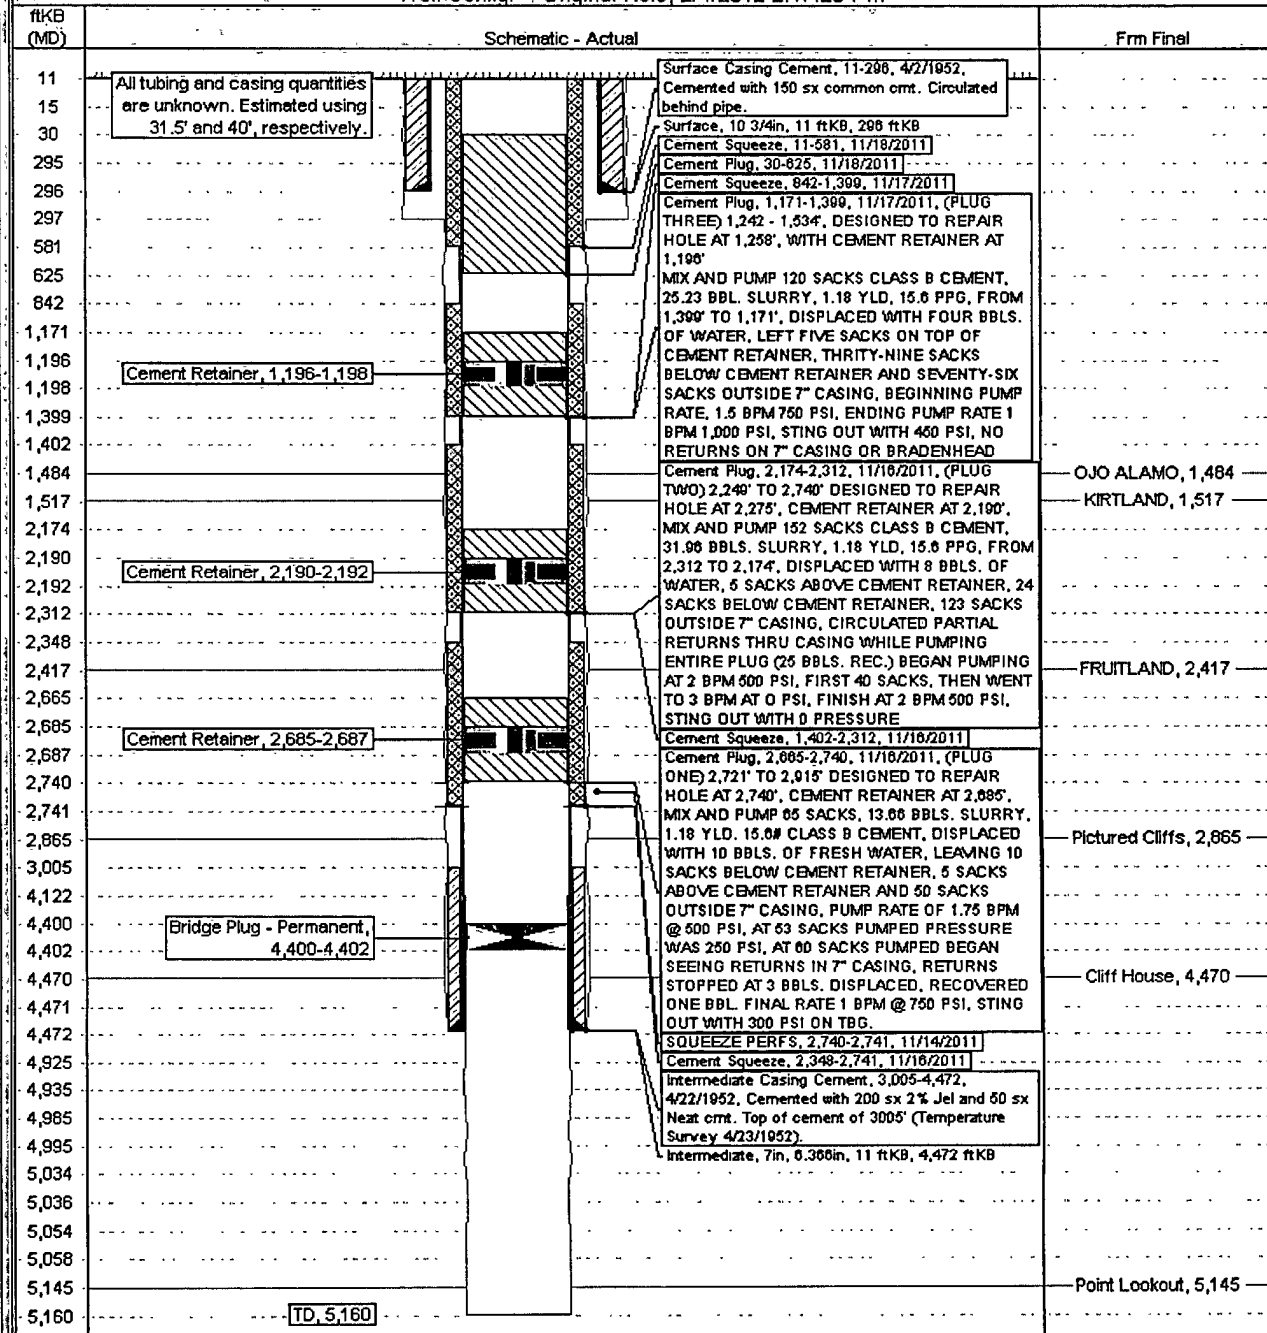 ftKB
(MD)
Schematic - Actual
Frm Final
11
15
30
295
296
297
581
625
842
1,171
1,196
1,198
1,399
1,402
1,484
1,517
2,174
2,190
2,192
2,312
2,348
2,417
2,665
2,685
2,687
2,740
2,741
2,865
3,005
4,122
4,400
4,402
4,470
4,471
4,472
4,925
4,935
4,985
4,995
5,034
5,036
5,054
5,058
5,145
5,160
All tubing and casing quantities
are unknown. Estimated using
31.5' and 40', respectively.
Cement Retainer, 1,196-1,198
Cement Retainer, 2,190-2,192
Cement Retainer, 2,685-2,687
Bridge Plug - Permanent,
4,400-4,402
TD, 5,160
Surface Casing Cement, 11-296, 4/2/1952,
Cemented with 150 sx common cmt. Circulated
behind pipe.
Surface, 10 3/4in, 11 ftKB, 296 ftKB
Cement Squeeze, 11-581, 11/18/2011
Cement Plug, 30-625, 11/18/2011
Cement Squeeze, 842-1,399, 11/17/2011
Cement Plug, 1,171-1,399, 11/17/2011, (PLUG
THREE) 1,242 - 1,534', DESIGNED TO REPAIR
HOLE AT 1,258', WITH CEMENT RETAINER AT
1,196'
MIX AND PUMP 120 SACKS CLASS B CEMENT,
25.23 BBL. SLURRY, 1.18 YLD, 15.6 PPG, FROM
1,399' TO 1,171', DISPLACED WITH FOUR BBLS.
OF WATER, LEFT FIVE SACKS ON TOP OF
CEMENT RETAINER, THRITY-NINE SACKS
BELOW CEMENT RETAINER AND SEVENTY-SIX
SACKS OUTSIDE 7" CASING, BEGINNING PUMP
RATE, 1.5 BPM 750 PSI, ENDING PUMP RATE 1
BPM 1,000 PSI, STING OUT WITH 450 PSI, NO
RETURNS ON 7" CASING OR BRADENHEAD
Cement Plug, 2,174-2,312, 11/16/2011, (PLUG
TWO) 2,249' TO 2,740' DESIGNED TO REPAIR
HOLE AT 2,275', CEMENT RETAINER AT 2,190',
MIX AND PUMP 152 SACKS CLASS B CEMENT,
31.96 BBLS. SLURRY, 1.18 YLD, 15.6 PPG, FROM
2,312 TO 2,174', DISPLACED WITH 8 BBLS. OF
WATER, 5 SACKS ABOVE CEMENT RETAINER, 24
SACKS BELOW CEMENT RETAINER, 123 SACKS
OUTSIDE 7" CASING, CIRCULATED PARTIAL
RETURNS THRU CASING WHILE PUMPING
ENTIRE PLUG (25 BBLS. REC.) BEGAN PUMPING
AT 2 BPM 500 PSI, FIRST 40 SACKS, THEN WENT
TO 3 BPM AT 0 PSI, FINISH AT 2 BPM 500 PSI,
STING OUT WITH 0 PRESSURE
Cement Squeeze, 1,402-2,312, 11/16/2011
Cement Plug, 2,665-2,740, 11/16/2011, (PLUG
ONE) 2,721' TO 2,915' DESIGNED TO REPAIR
HOLE AT 2,740', CEMENT RETAINER AT 2,685',
MIX AND PUMP 65 SACKS, 13.66 BBLS. SLURRY,
1.18 YLD. 15.6# CLASS B CEMENT, DISPLACED
WITH 10 BBLS. OF FRESH WATER, LEAVING 10
SACKS BELOW CEMENT RETAINER, 5 SACKS
ABOVE CEMENT RETAINER AND 50 SACKS
OUTSIDE 7" CASING, PUMP RATE OF 1.75 BPM
@ 500 PSI, AT 53 SACKS PUMPED PRESSURE
WAS 250 PSI, AT 60 SACKS PUMPED BEGAN
SEEING RETURNS IN 7" CASING, RETURNS
STOPPED AT 3 BBLS. DISPLACED, RECOVERED
ONE BBL. FINAL RATE 1 BPM @ 750 PSI, STING
OUT WITH 300 PSI ON TBG.
SQUEEZE PERFS, 2,740-2,741, 11/14/2011
Cement Squeeze, 2,348-2,741, 11/16/2011
Intermediate Casing Cement, 3,005-4,472,
4/22/1952, Cemented with 200 sx 2% Jel and 50 sx
Neat cmt. Top of cement of 3005' (Temperature
Survey 4/23/1952).
Intermediate, 7in, 6.366in, 11 ftKB, 4,472 ftKB
OJO ALAMO, 1,484
KIRTLAND, 1,517
FRUITLAND, 2,417
Pictured Cliffs, 2,865
Cliff House, 4,470
Point Lookout, 5,145